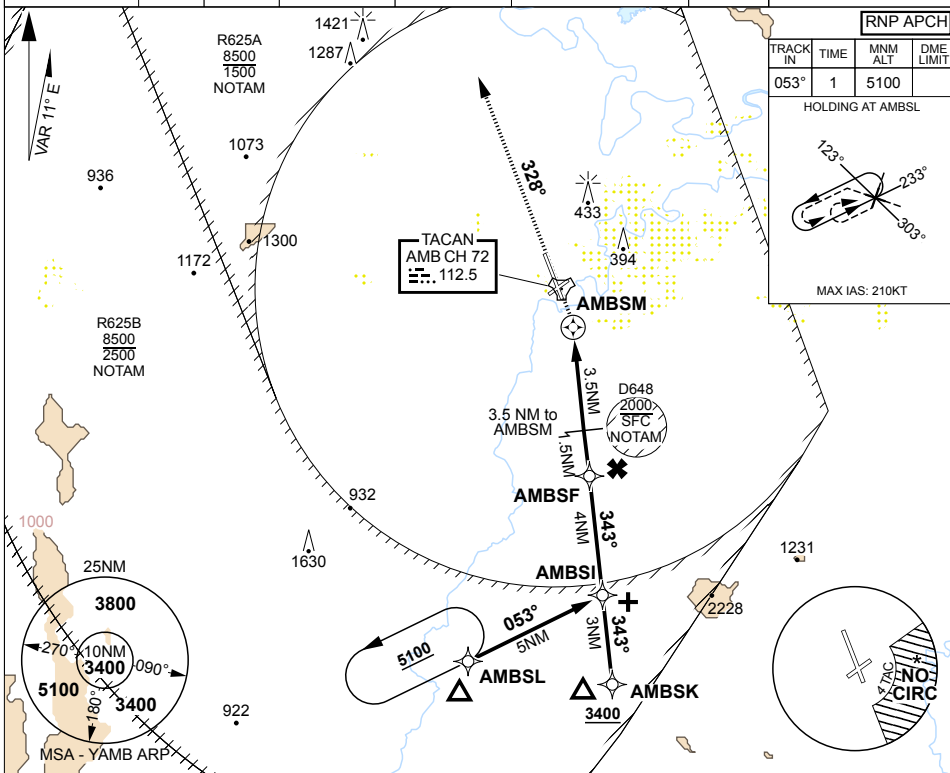 RNP APCH
TRACK IN
TIME
MNM ALT
DME LIMIT
053°
1
5100
HOLDING AT AMBSL
123°
233°
303°
MAX IAS: 210KT
VAR 11° E
R625A
8500
1500
NOTAM
1421
1287
1073
936
1300
1172
328°
433
394
TACAN
AMB CH 72
112.5
AMBSM
R625B
8500
2500
NOTAM
3.5NM
D648
2000
SFC
NOTAM
3.5 NM to
AMBSM
1.5NM
AMBSF
932
4NM
343°
1000
1630
1231
AMBSI
2228
25NM
3800
270°
10NM
3400
090°
5100
180°
3400
MSA - YAMB ARP
053°
5NM
5100
3NM
343°
AMBSL
AMBSK
3400
922
4 TAC
*
NO
CIRC